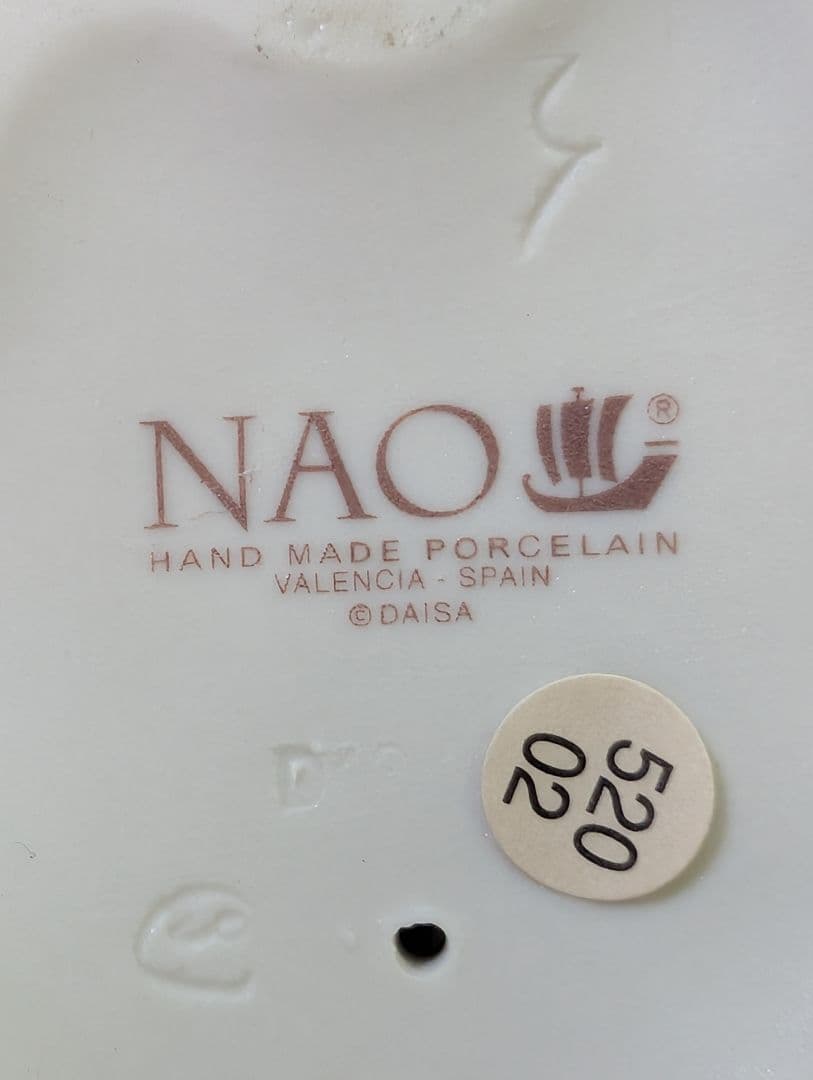 NAO ®
HAND MADE PORCELAIN
VALENCIA - SPAIN
© DAISA
520
02